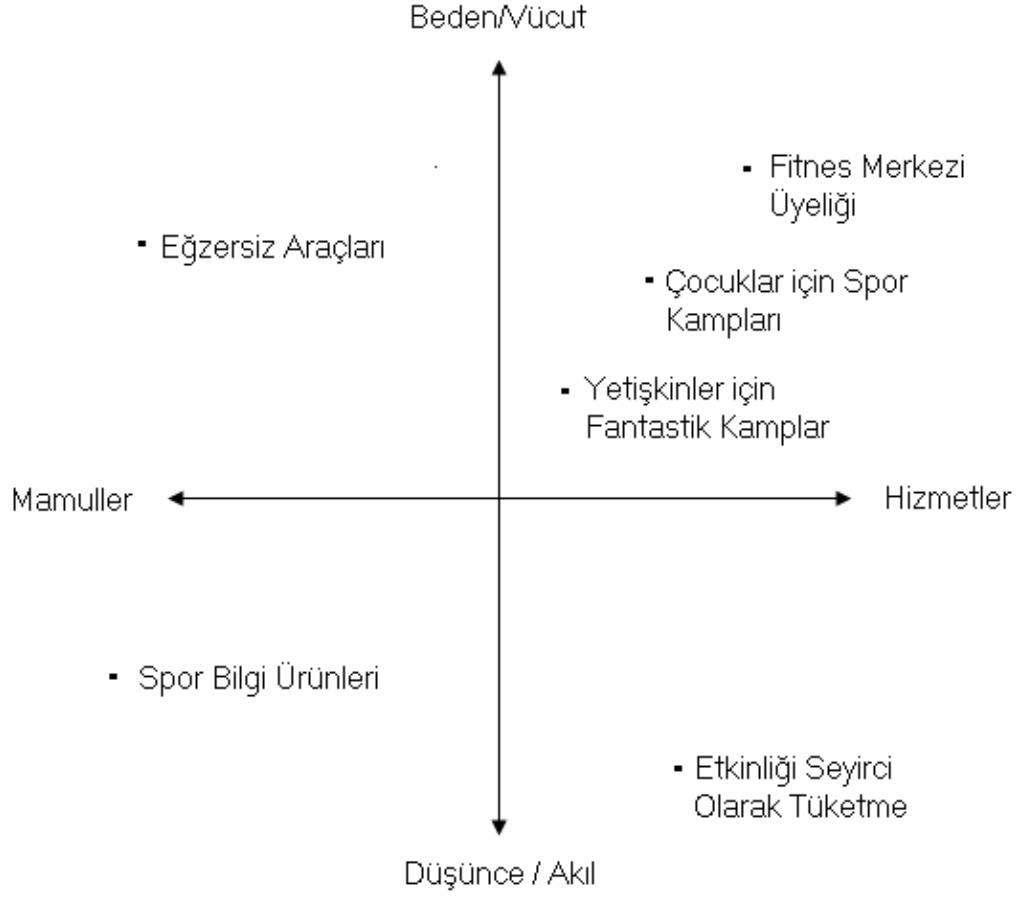 Beden/Vücut
▪ Fitnes Merkezi
Üyeliği
▪ Eğzersiz Araçları
▪ Çocuklar için Spor
Kampları
▪ Yetişkinler için
Fantastik Kamplar
Mamuller
Hizmetler
▪ Spor Bilgi Ürünleri
▪ Etkinliği Seyirci
Olarak Tüketme
Düşünce / Akıl